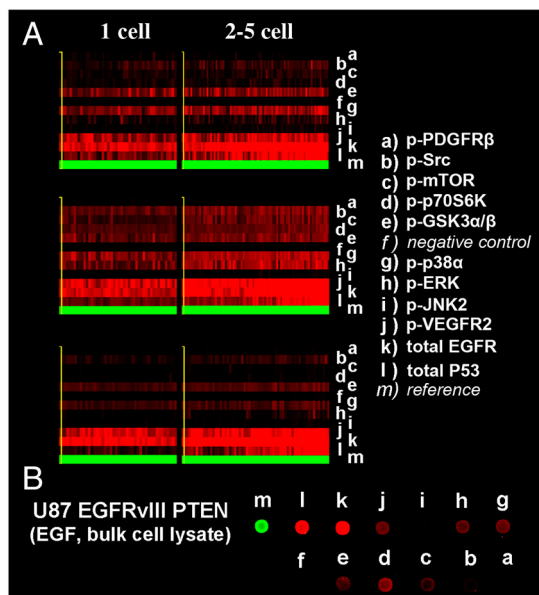 A
1 cell 2-5 cell
a
b
c
d
e
f
g
h
i
j
k
l
m
a
b
c
d
e
f
g
h
i
j
k
l
m
a
b
c
d
e
f
g
h
i
j
k
l
m
a) p-PDGFRβ
b) p-Src
c) p-mTOR
d) p-p70S6K
e) p-GSK3α/β
f) negative control
g) p-p38α
h) p-ERK
i) p-JNK2
j) p-VEGFR2
k) total EGFR
l) total P53
m) reference
B
U87 EGFRvIII PTEN
(EGF, bulk cell lysate)
m l k j i h g
f e d c b a